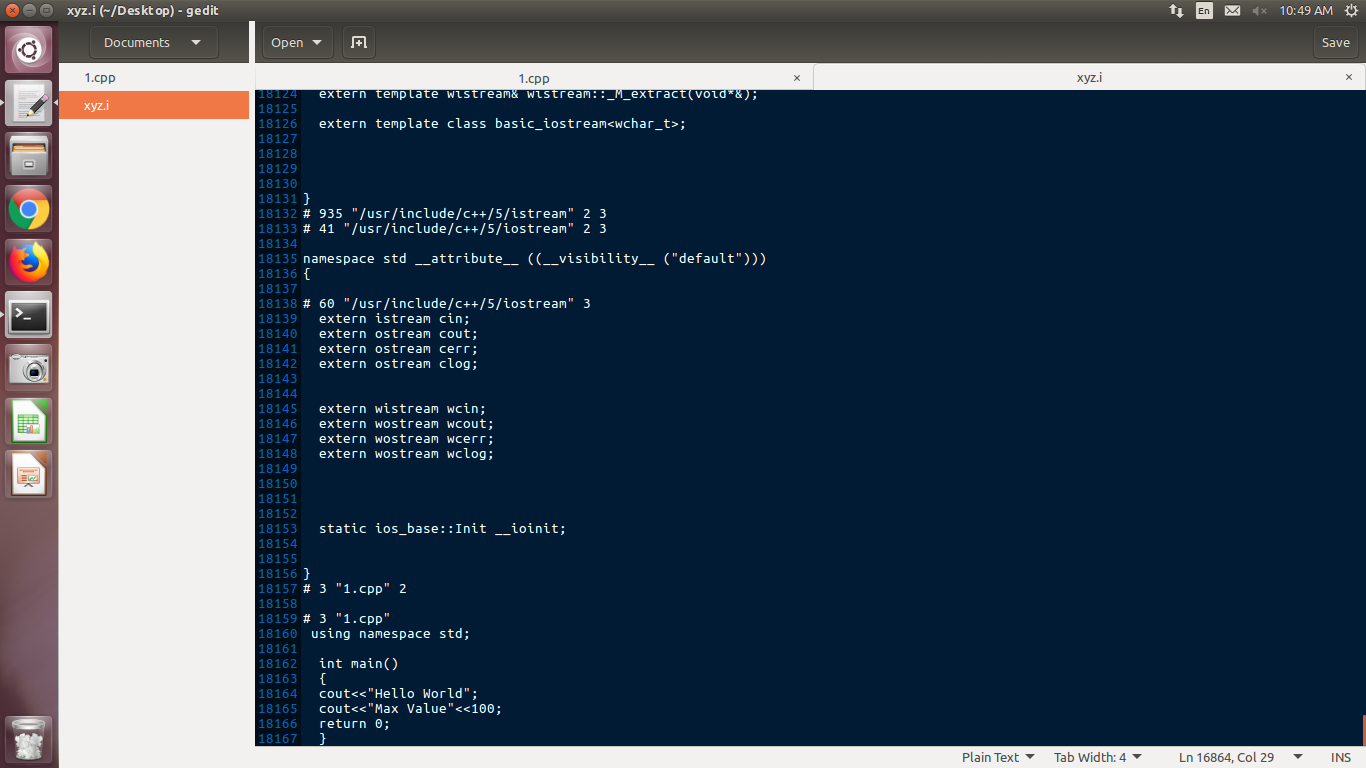 xyz.i (~/Desktop) - gedit
En
10:49 AM
Documents
Open
Save
1.cpp
xyz.i
1.cpp ×
xyz.i ×
18124 extern template wistream& wistream::_M_extract(void*&);
18125
18126 extern template class basic_iostream<wchar_t>;
18127
18128
18129
18130
18131 }
18132 # 935 "/usr/include/c++/5/istream" 2 3
18133 # 41 "/usr/include/c++/5/iostream" 2 3
18134
18135 namespace std __attribute__ ((__visibility__ ("default")))
18136 {
18137
18138 # 60 "/usr/include/c++/5/iostream" 3
18139 extern istream cin;
18140 extern ostream cout;
18141 extern ostream cerr;
18142 extern ostream clog;
18143
18144
18145 extern wistream wcin;
18146 extern wostream wcout;
18147 extern wostream wcerr;
18148 extern wostream wclog;
18149
18150
18151
18152
18153 static ios_base::Init __ioinit;
18154
18155
18156 }
18157 # 3 "1.cpp" 2
18158
18159 # 3 "1.cpp"
18160 using namespace std;
18161
18162 int main()
18163 {
18164 cout<<"Hello World";
18165 cout<<"Max Value"<<100;
18166 return 0;
18167 }
Plain Text
Tab Width: 4
Ln 16864, Col 29
INS